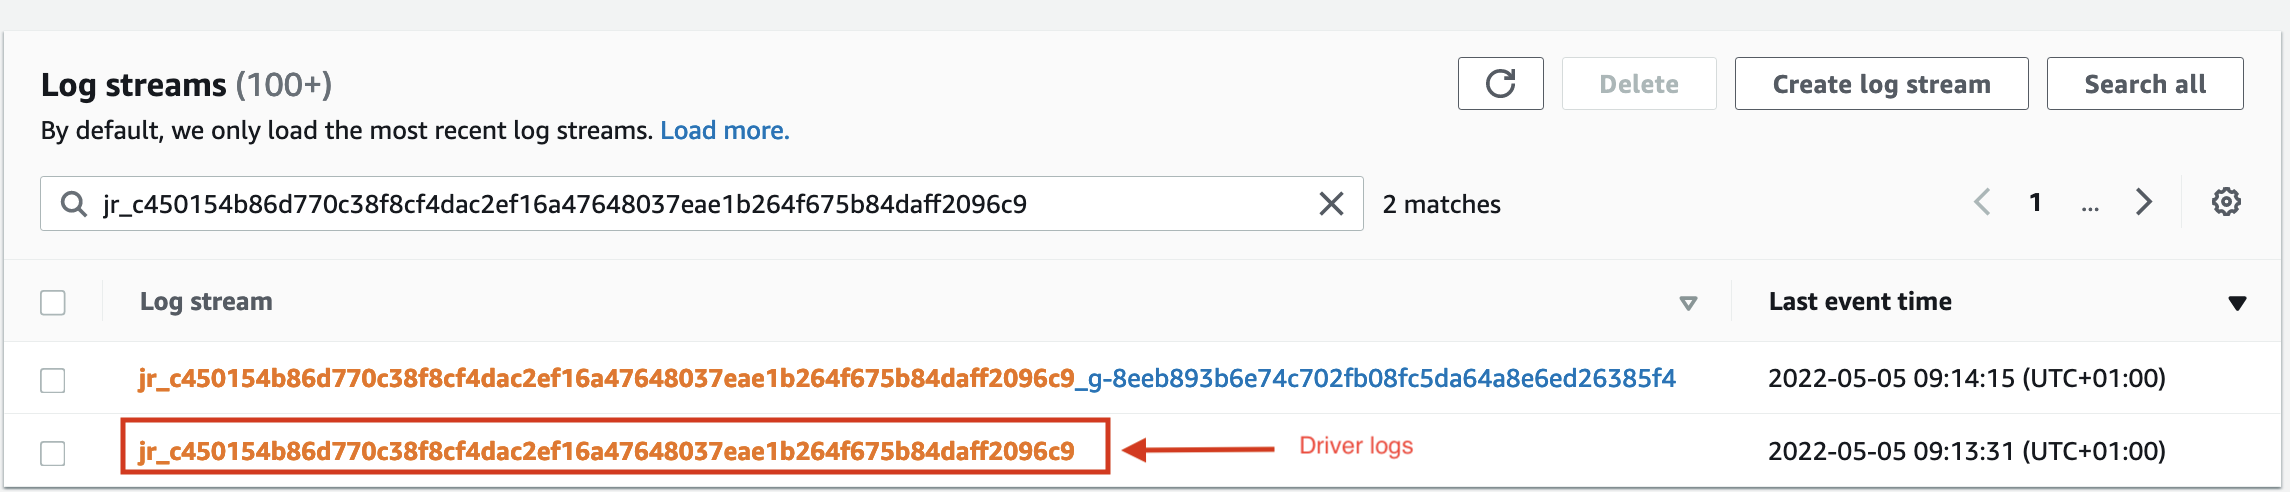 Log streams (100+)
Delete
Create log stream
Search all
By default, we only load the most recent log streams. Load more.
jr_c450154b86d770c38f8cf4dac2ef16a47648037eae1b264f675b84daff2096c9
2 matches
1
...
Log stream
Last event time
jr_c450154b86d770c38f8cf4dac2ef16a47648037eae1b264f675b84daff2096c9_g-8eeb893b6e74c702fb08fc5da64a8e6ed26385f4
2022-05-05 09:14:15 (UTC+01:00)
jr_c450154b86d770c38f8cf4dac2ef16a47648037eae1b264f675b84daff2096c9
Driver logs
2022-05-05 09:13:31 (UTC+01:00)